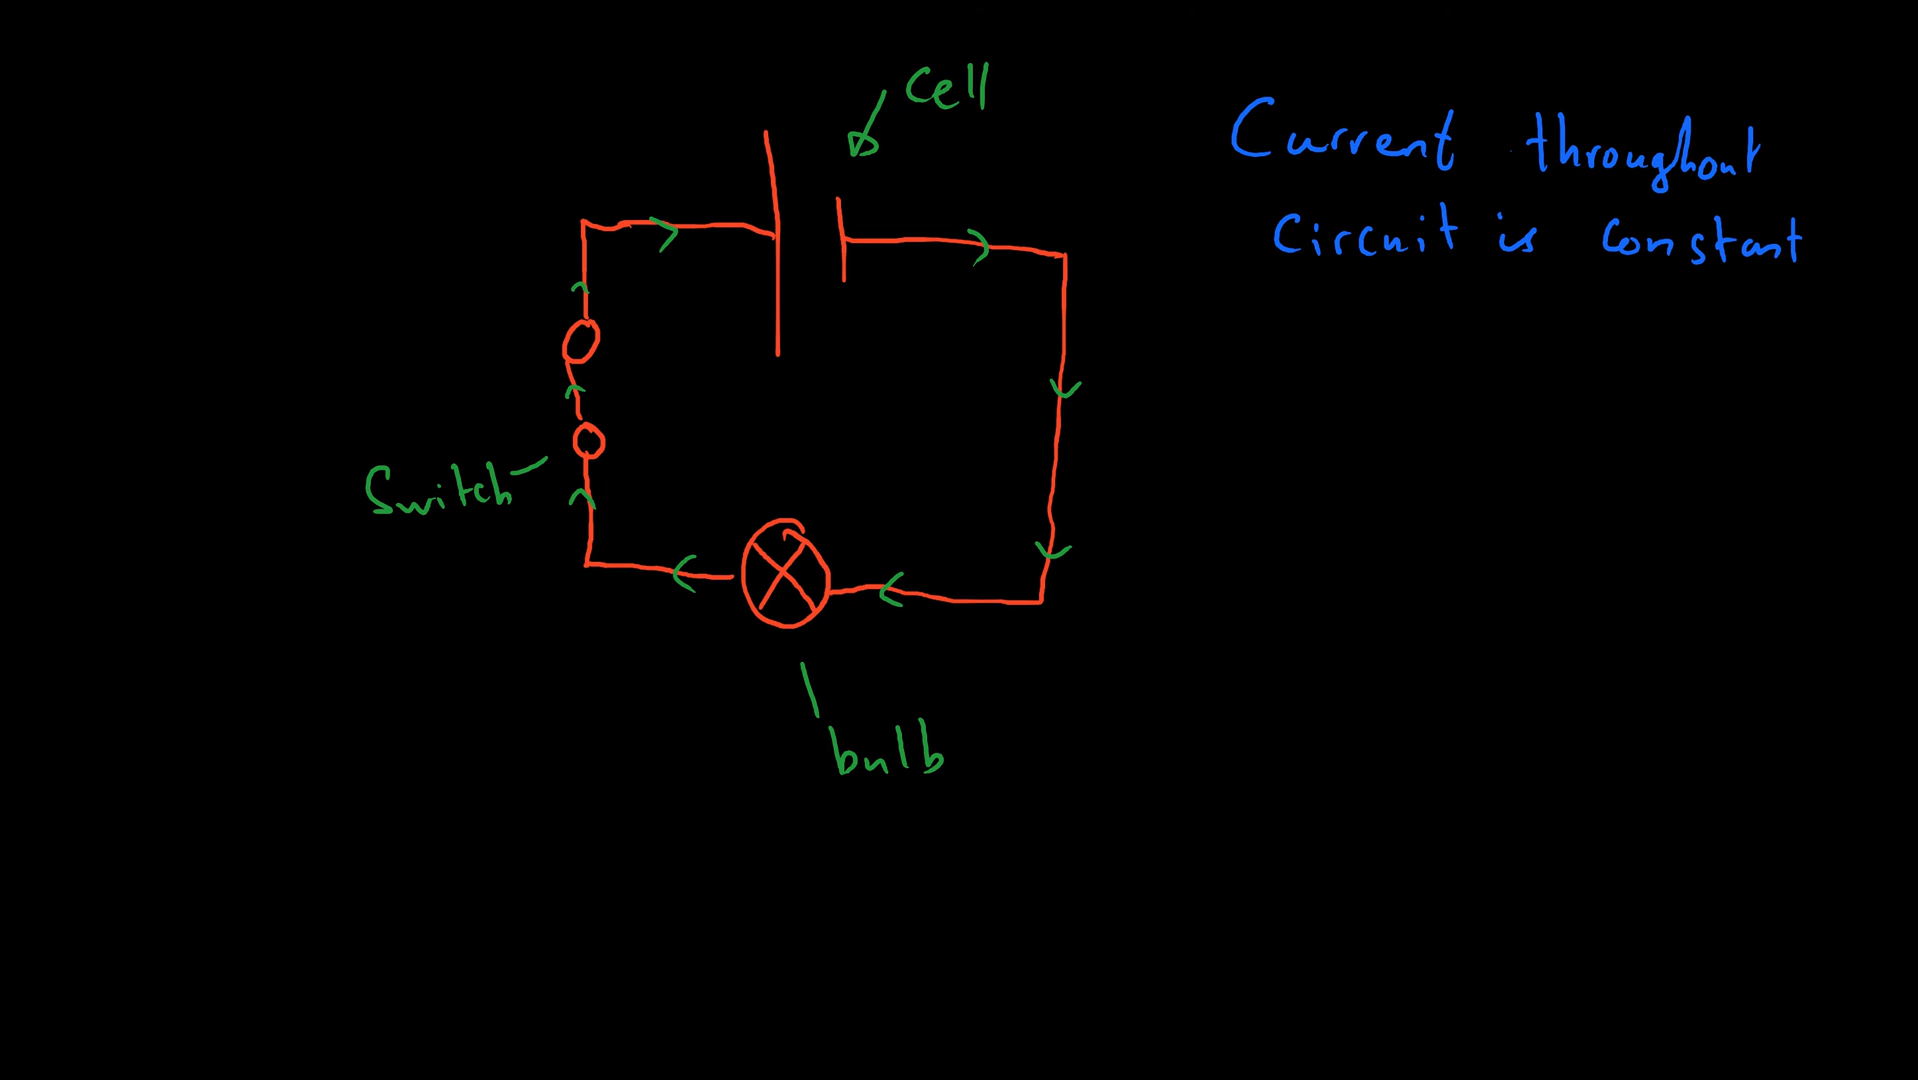 Cell
Current throughout
Circuit is constant
Switch
bulb